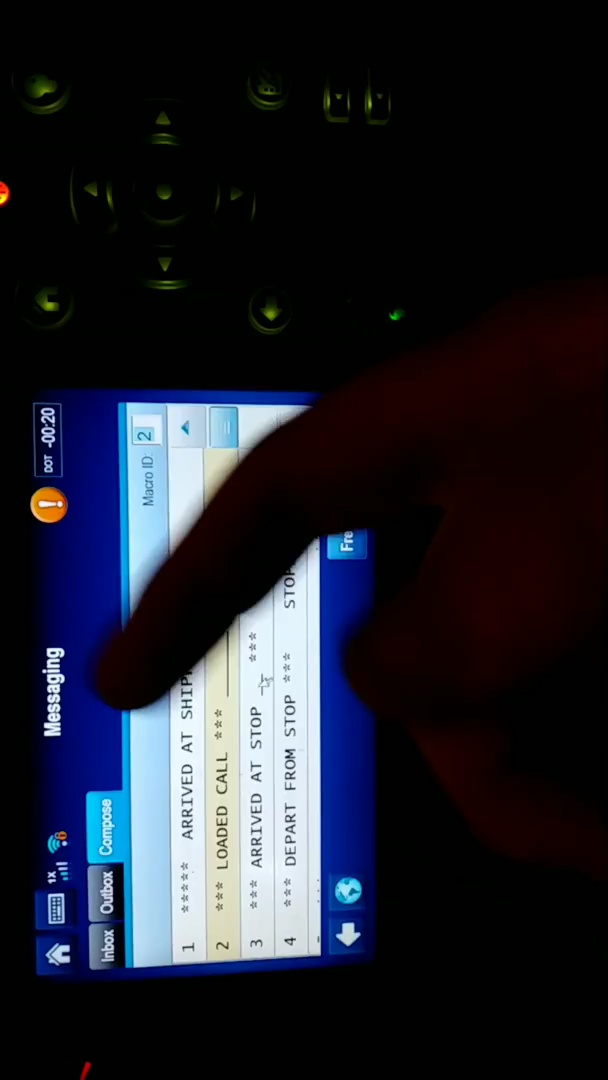 1X
Messaging
DOT -00:20
Inbox Outbox Compose
Macro ID: 2
1 ***** ARRIVED AT
2 *** LOADED CALL ***
3 *** ARRIVED AT STOP __ ***
4 *** DEPART FROM STOP *** STOP